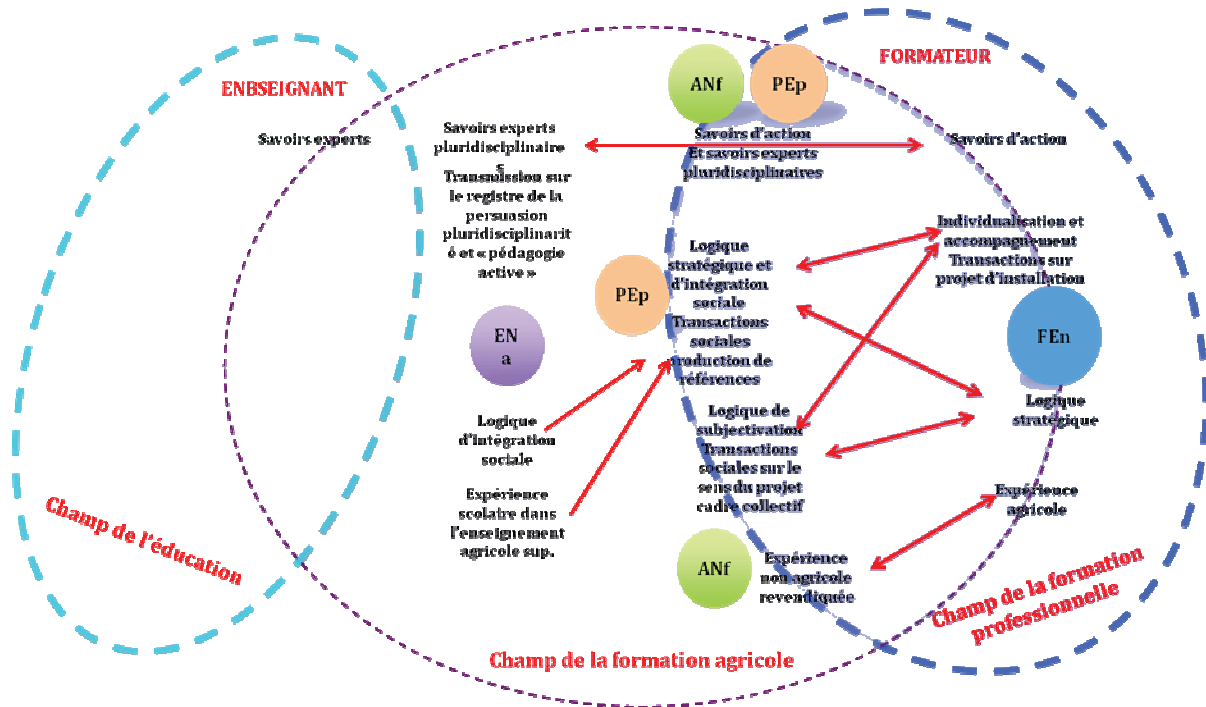 ENBSEIGNANT
FORMATEUR
ANf
PEp
Savoirs experts
Savoirs experts
pluridisciplinaire
s
Transmission sur
le registre de la
persuasion
pluridisciplinarit
é et « pédagogie
active »
Savoirs d'action
Et savoirs experts
pluridisciplinaires
Savoirs d'action
Individualisation et
accompagnement
Transactions sur
projet d'installation
PEp
Logique
stratégique et
d'intégration
sociale
Transactions
sociales
production de
références
EN
a
FEn
Logique
d'intégration
sociale
Logique de
subjectivation
Transactions
sociales sur le
sens du projet
cadre collectif
Logique
stratégique
Expérience
scolaire dans
l'enseignement
agricole sup.
Expérience
agricole
ANf
Expérience
non agricole
revendiquée
Champ de l'éducation
Champ de la formation
professionnelle
Champ de la formation agricole